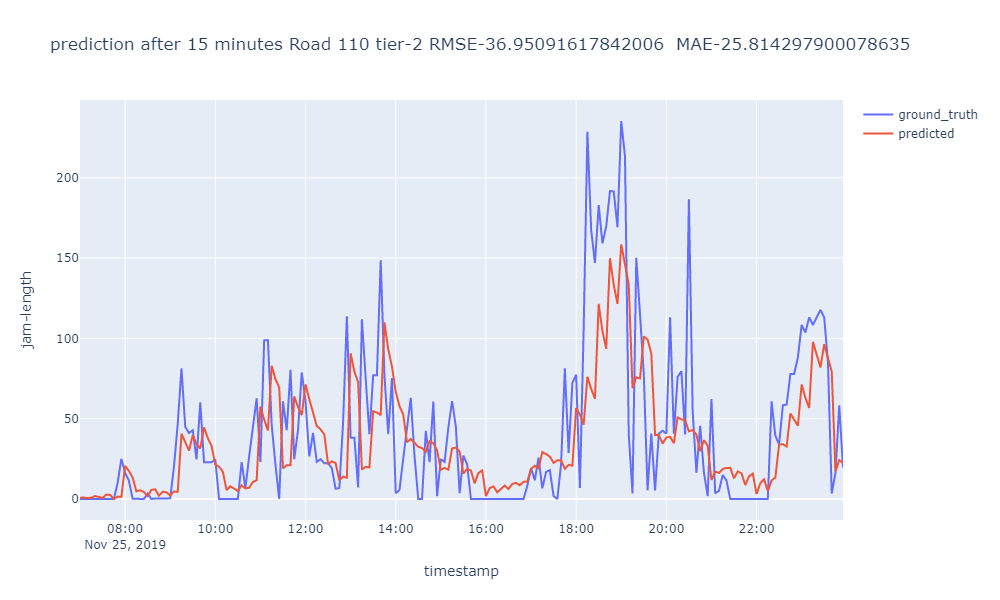 prediction after 15 minutes Road 110 tier-2 RMSE-36.95091617842006  MAE-25.814297900078635
ground_truth
predicted
200
150
100
50
0
jam-length
08:00 10:00 12:00 14:00 16:00 18:00 20:00 22:00
Nov 25, 2019
timestamp